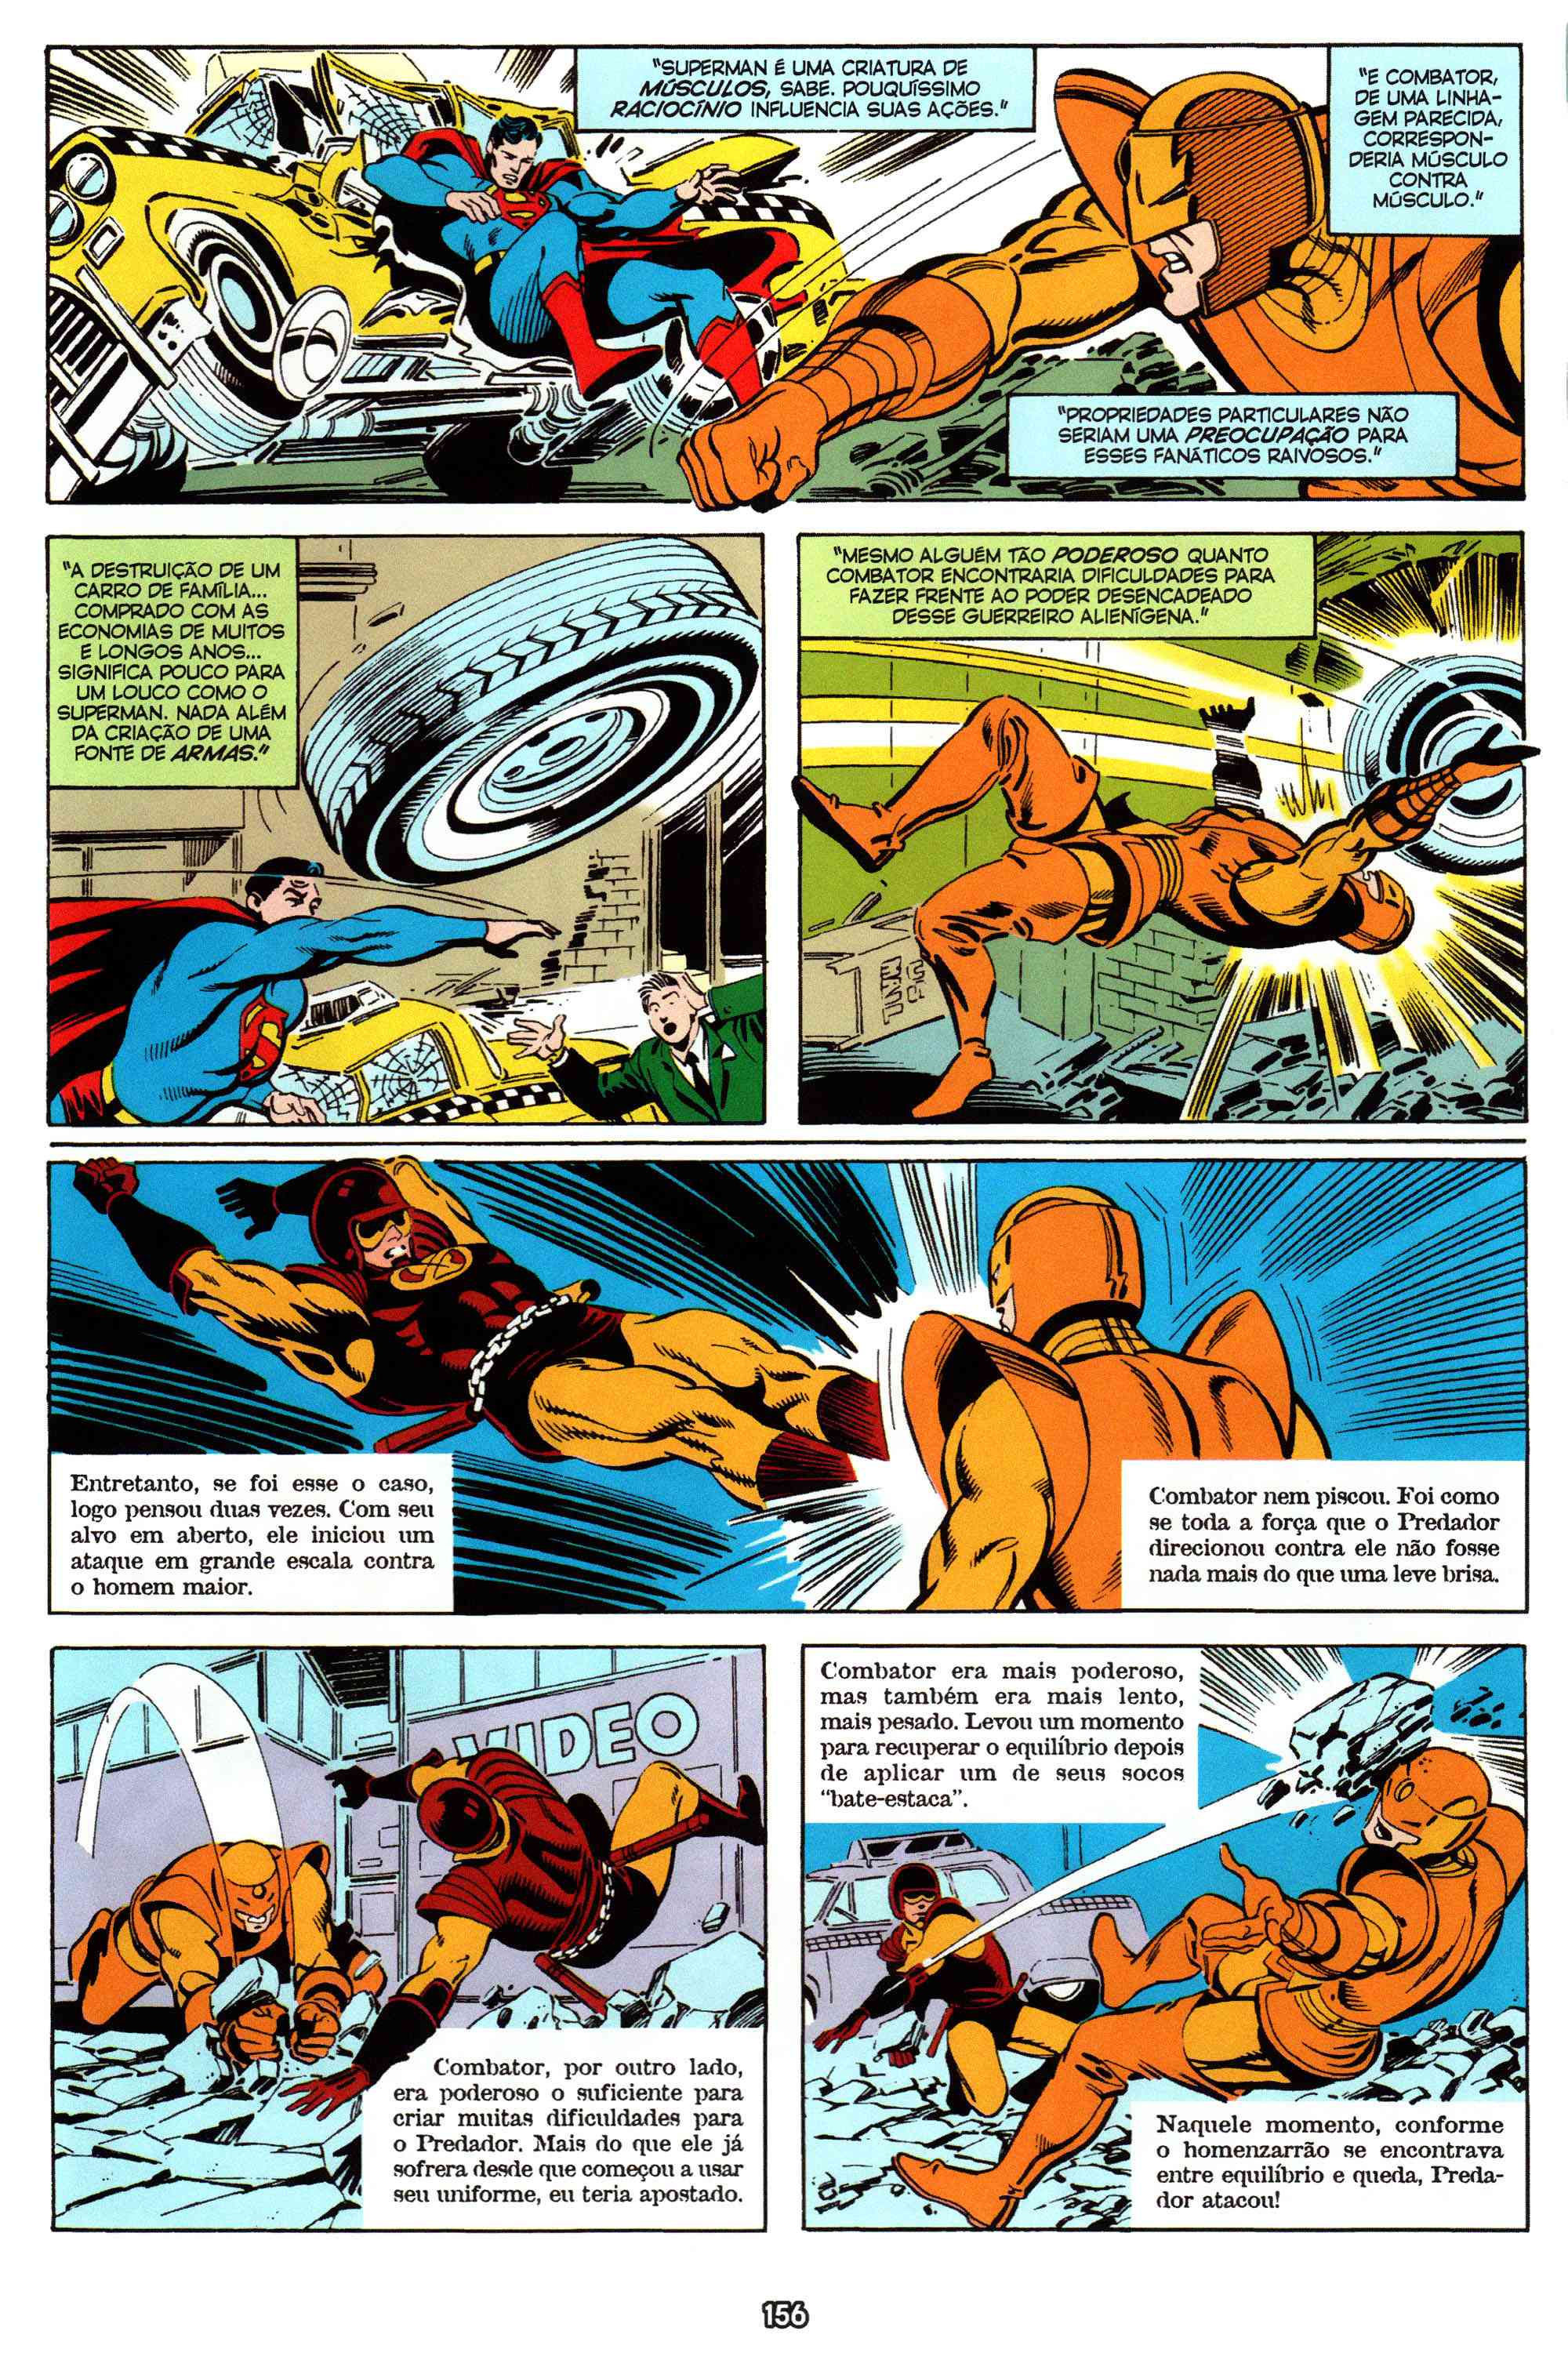 "SUPERMAN É UMA CRIATURA DE
MÚSCULOS, SABE. POUQUÍSSIMO
RACIOCÍNIO INFLUENCIA SUAS AÇÕES."
"E COMBATOR,
DE UMA LINHA-
GEM PARECIDA,
CORRESPON-
DERIA MÚSCULO
CONTRA
MÚSCULO."
"PROPRIEDADES PARTICULARES NÃO
SERIAM UMA PREOCUPAÇÃO PARA
ESSES FANÁTICOS RAIVOSOS."
"A DESTRUIÇÃO DE UM
CARRO DE FAMÍLIA...
COMPRADO COM AS
ECONOMIAS DE MUITOS
E LONGOS ANOS...
SIGNIFICA POUCO PARA
UM LOUCO COMO O
SUPERMAN. NADA ALÉM
DA CRIAÇÃO DE UMA
FONTE DE ARMAS."
"MESMO ALGUÉM TÃO PODEROSO QUANTO
COMBATOR ENCONTRARIA DIFICULDADES PARA
FAZER FRENTE AO PODER DESENCADEADO
DESSE GUERREIRO ALIENÍGENA."
U.S.
MAIL
Entretanto, se foi esse o caso,
logo pensou duas vezes. Com seu
alvo em aberto, ele iniciou um
ataque em grande escala contra
o homem maior.
Combator nem piscou. Foi como
se toda a força que o Predador
direcionou contra ele não fosse
nada mais do que uma leve brisa.
VIDEO
Combator, por outro lado,
era poderoso o suficiente para
criar muitas dificuldades para
o Predador. Mais do que ele já
sofrera desde que começou a usar
seu uniforme, eu teria apostado.
Combator era mais poderoso,
mas também era mais lento,
mais pesado. Levou um momento
para recuperar o equilíbrio depois
de aplicar um de seus socos
"bate-estaca".
Naquele momento, conforme
o homenzarrão se encontrava
entre equilíbrio e queda, Preda-
dor atacou!
156